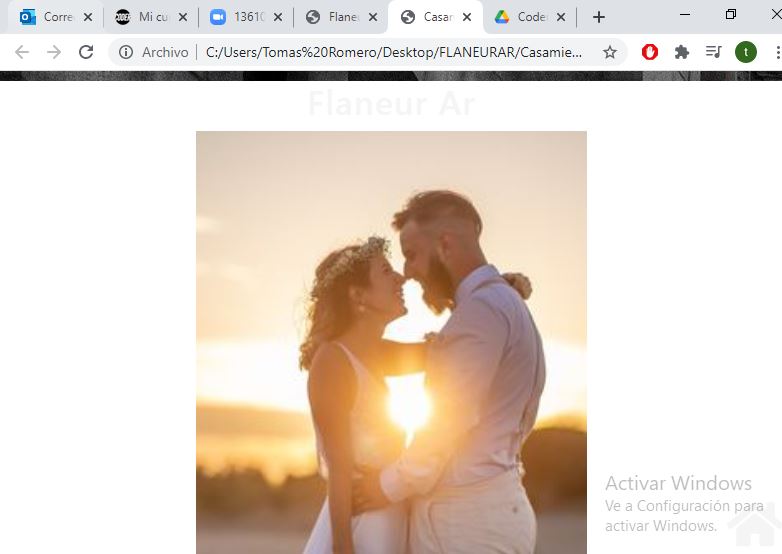 Corre
Mi cu
1361
Flane
Casar
Code
Archivo
C:/Users/Tomas%20Romero/Desktop/FLANEURAR/Casamie...
t
Flaneur Ar
Activar Windows
Ve a Configuración para
activar Windows.